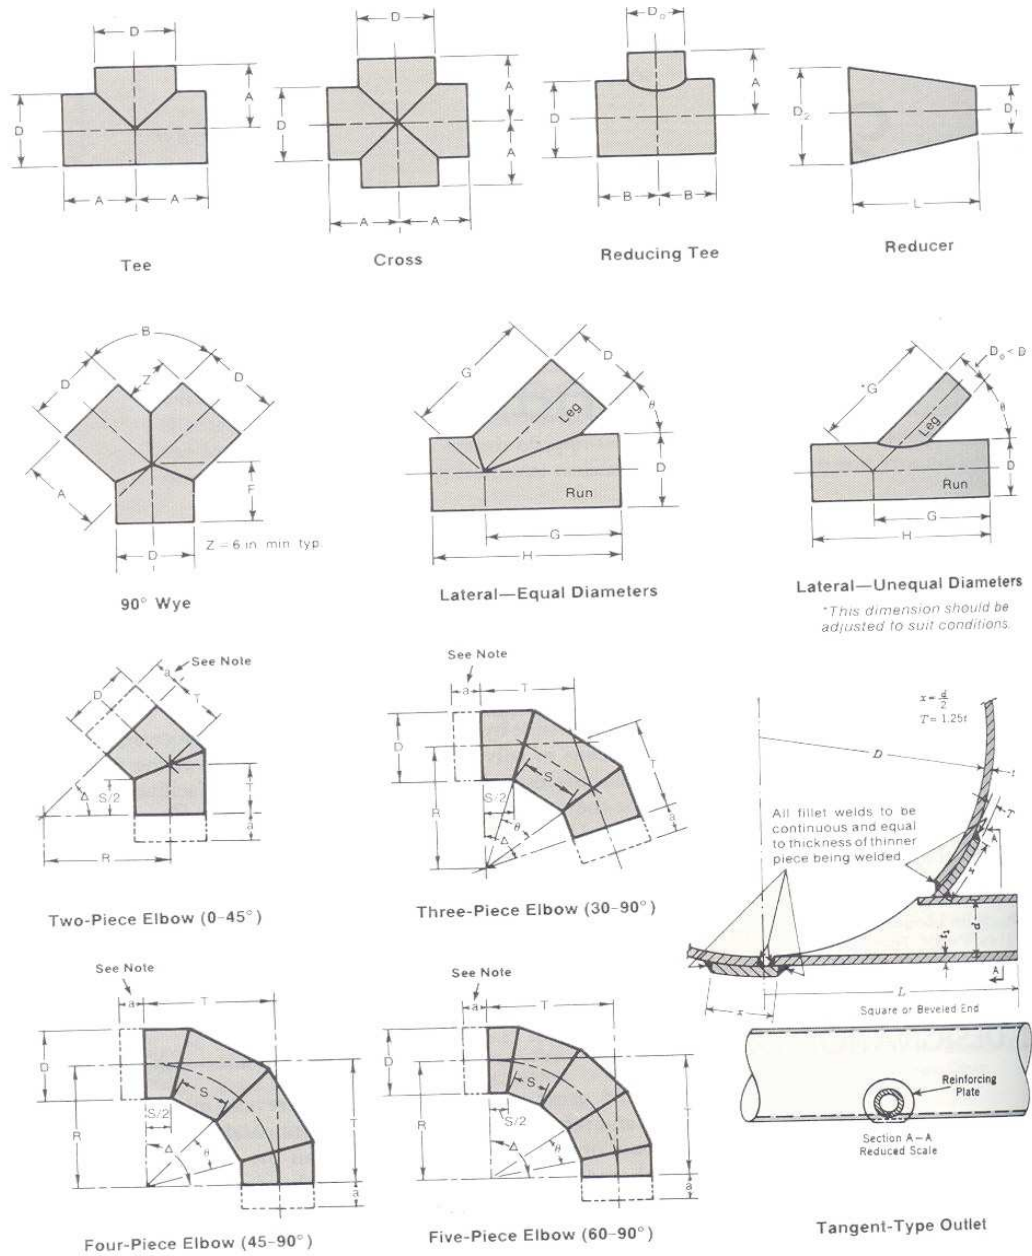 D
D
A
A
A
Tee
D
D
A
A
A
A
Cross
Do
D
A
B
B
Reducing Tee
D2
D1
L
Reducer
B
D
Z
D
A
F
D
Z = 6 in. min. typ.
90° Wye
G
D
θ
Leg
D
Run
G
H
Lateral—Equal Diameters
Do < D
*G
θ
Leg
D
Run
G
H
Lateral—Unequal Diameters
*This dimension should be
adjusted to suit conditions.
See Note
a
D
T
Δ
S/2
T
a
R
Two-Piece Elbow (0-45°)
See Note
a
T
D
S
T
R
S/2
θ
Δ
a
Three-Piece Elbow (30-90°)
x = d/2
T = 1.25t
D
t
T
All fillet welds to be
continuous and equal
to thickness of thinner
piece being welded.
A
x
t1
d
A
L
x
Square or Beveled End
Reinforcing
Plate
Section A-A
Reduced Scale
Tangent-Type Outlet
See Note
a
T
D
S
R
S/2
T
Δ
θ
a
Four-Piece Elbow (45-90°)
See Note
a
T
D
S
R
S/2
T
Δ
θ
a
Five-Piece Elbow (60-90°)